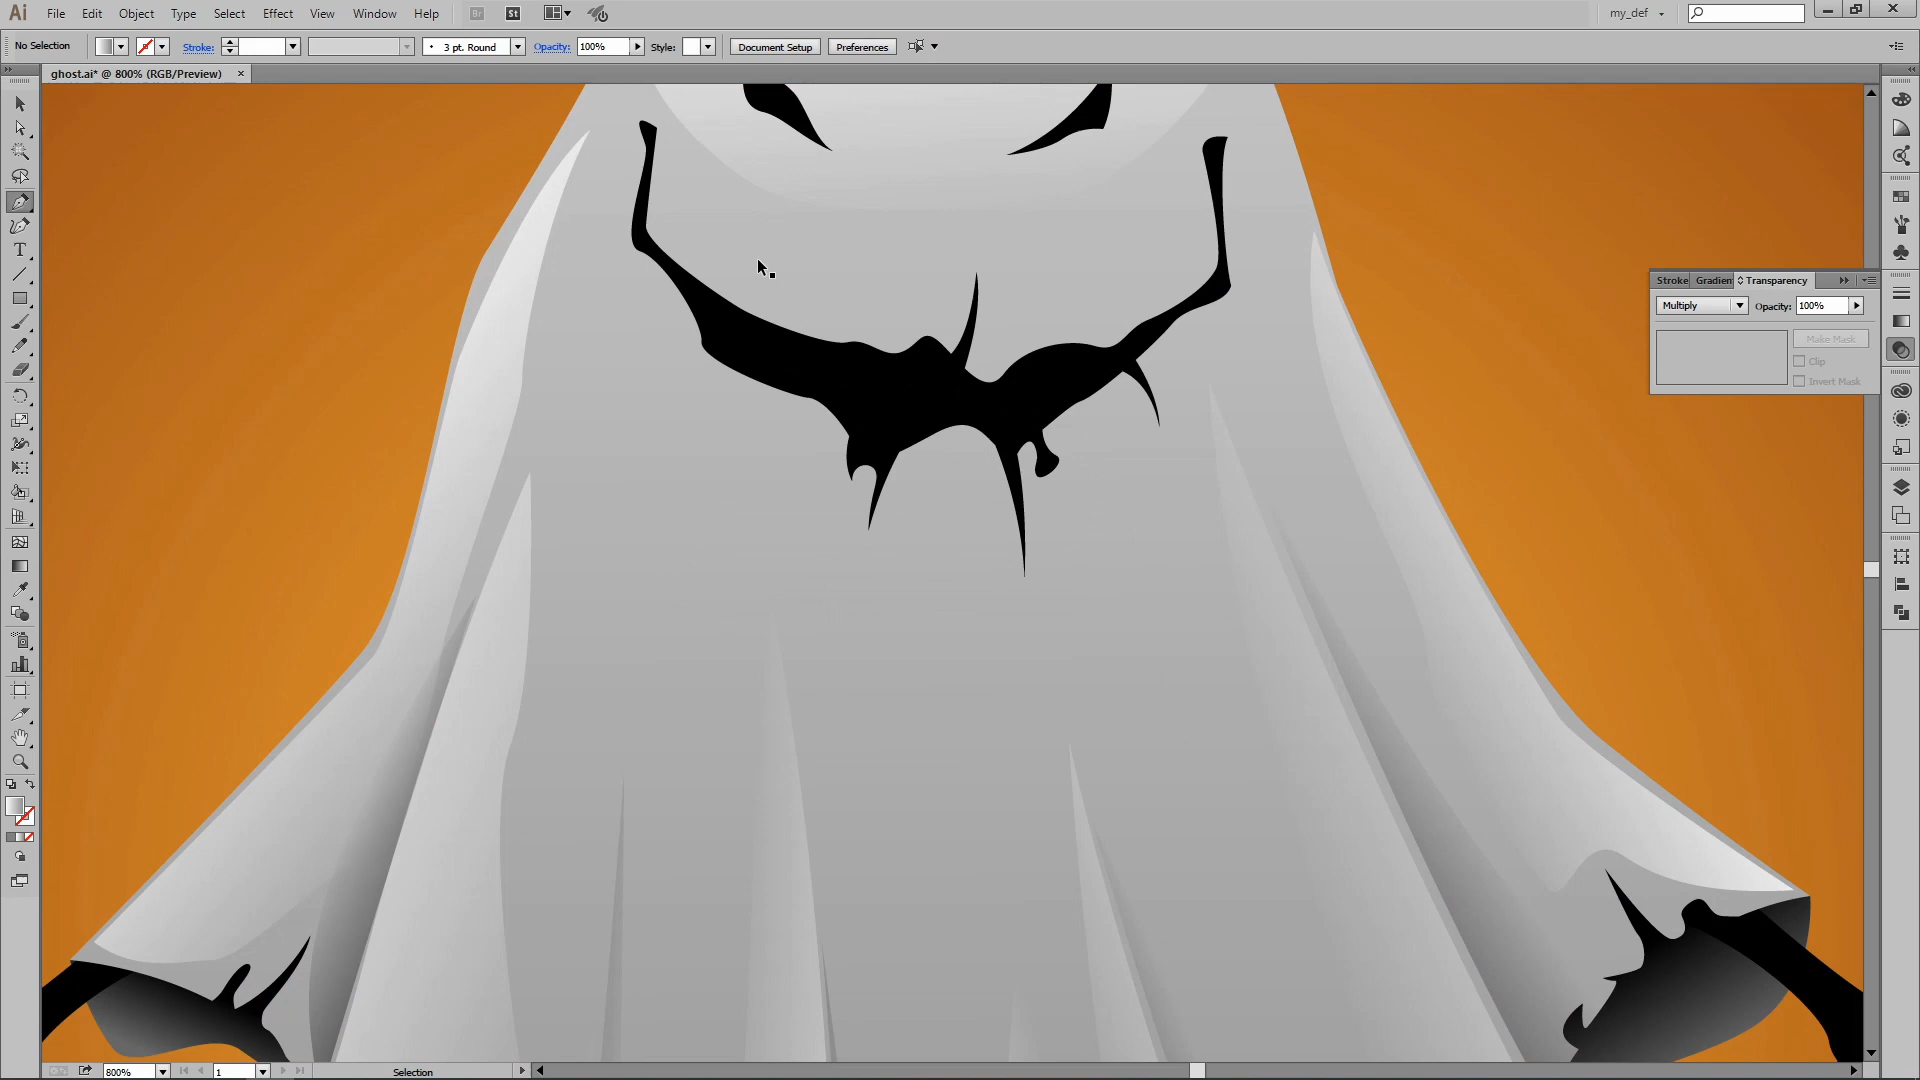 Ai File Edit Object Type Select Effect View Window Help Br St my_def
No Selection Stroke: 3 pt. Round Opacity: 100% Style: Document Setup Preferences
ghost.ai* @ 800% (RGB/Preview) ×
Stroke Gradien Transparency
Multiply Opacity: 100%
Make Mask
Clip
Invert Mask
T
800% 1 Selection